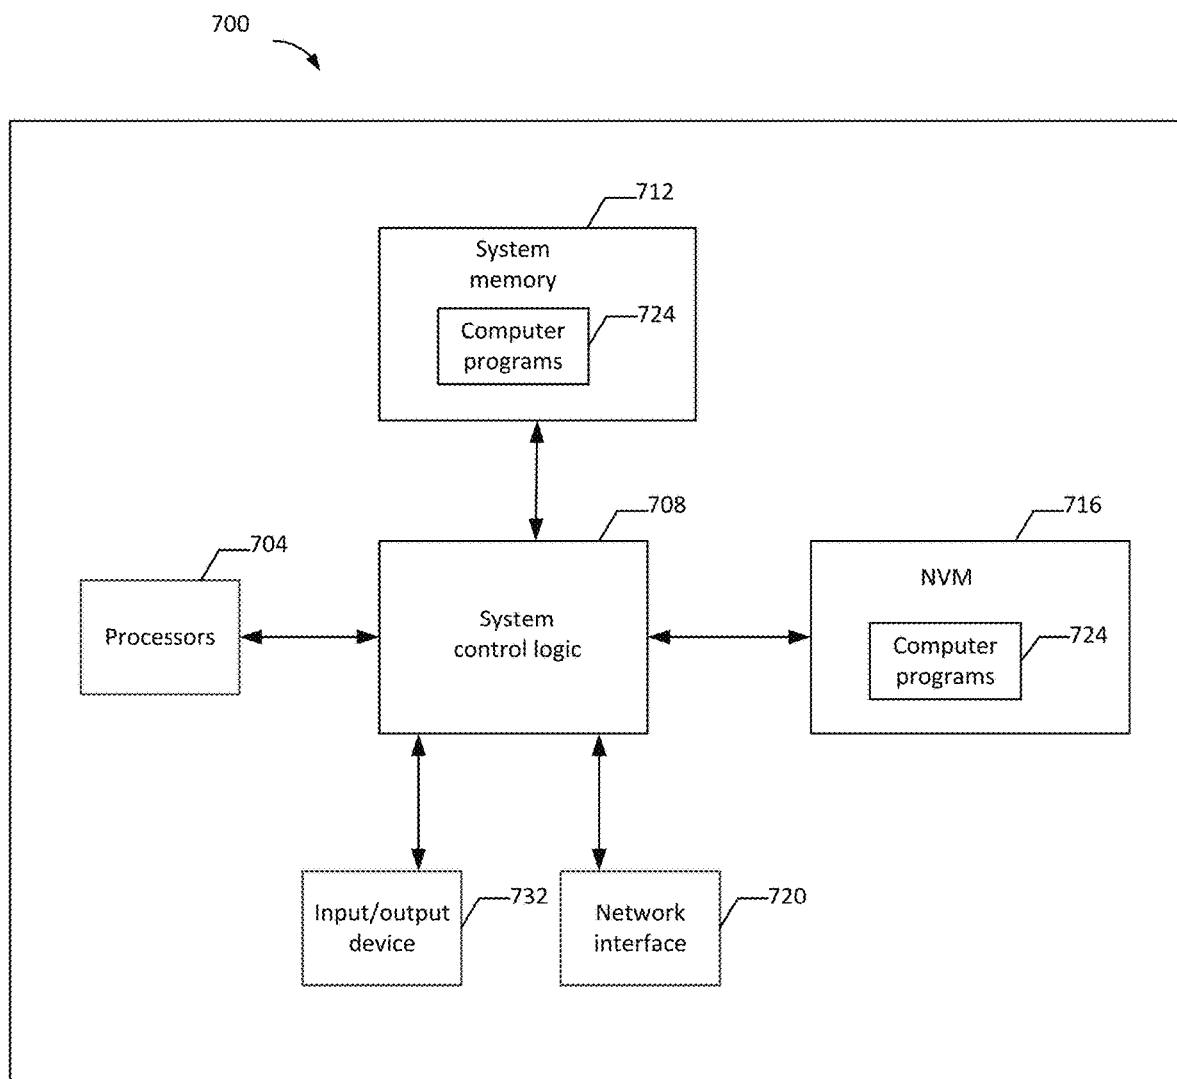 700
712
System
memory
724
Computer
programs
708
716
704
NVM
System
control logic
Processors
724
Computer
programs
732
720
Input/output
device
Network
interface